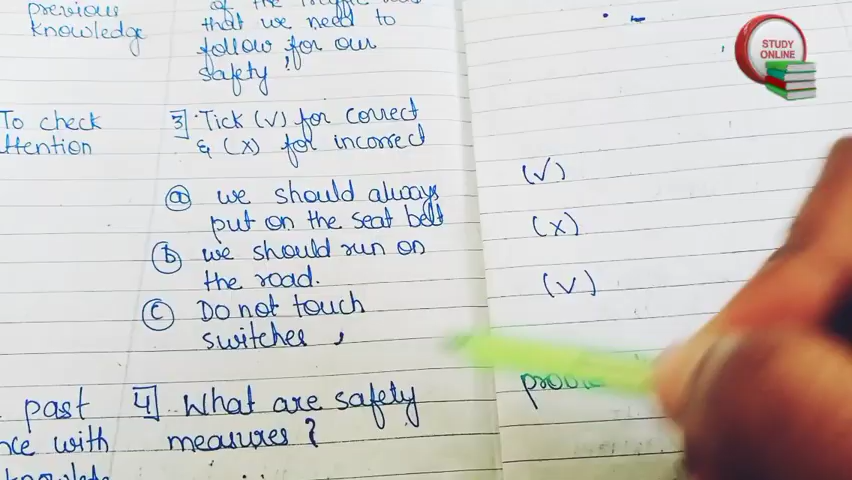 previous
knowledge
that we need to
follow for our
safety !
STUDY
ONLINE
To check
ttention
3] Tick (√) for correct
& (X) for incorrect
(a) we should always
put on the seat belt
(√)
(b) we should run on
the road.
(X)
(c) Do not touch
switches ,
(√)
past
nce with
4] What are safety
measures ?